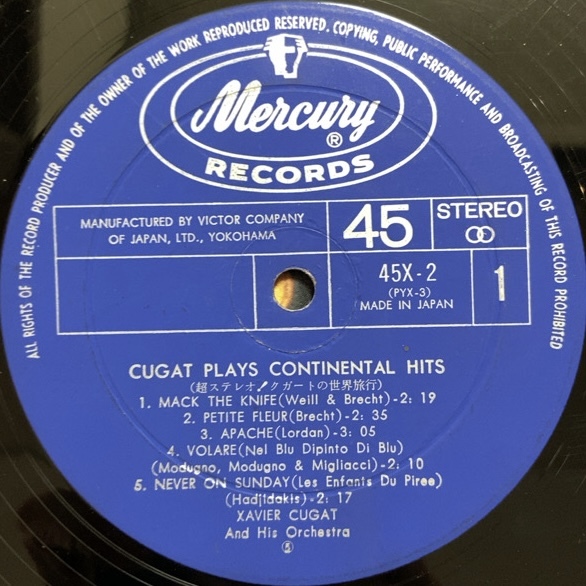 ALL RIGHTS OF THE RECORD PRODUCER AND OF THE OWNER OF THE WORK REPRODUCED RESERVED. COPYING, PUBLIC PERFORMANCE AND BROADCASTING OF THIS RECORD PROHIBITED
Mercury®
RECORDS
MANUFACTURED BY VICTOR COMPANY
OF JAPAN, LTD., YOKOHAMA
45
STEREO
45X-2
(PYX-3)
MADE IN JAPAN
1
CUGAT PLAYS CONTINENTAL HITS
(超ステレオ!クガートの世界旅行)
1. MACK THE KNIFE(Weill & Brecht)-2: 19
2. PETITE FLEUR(Brecht)-2: 35
3. APACHE(Lordan)-3: 05
4. VOLARE(Nel Blu Dipinto Di Blu)
(Modugno, Modugno & Migliacci)-2: 10
5. NEVER ON SUNDAY(Les Enfants Du Piree)
(Hadjidakis)-2: 17
XAVIER CUGAT
And His Orchestra